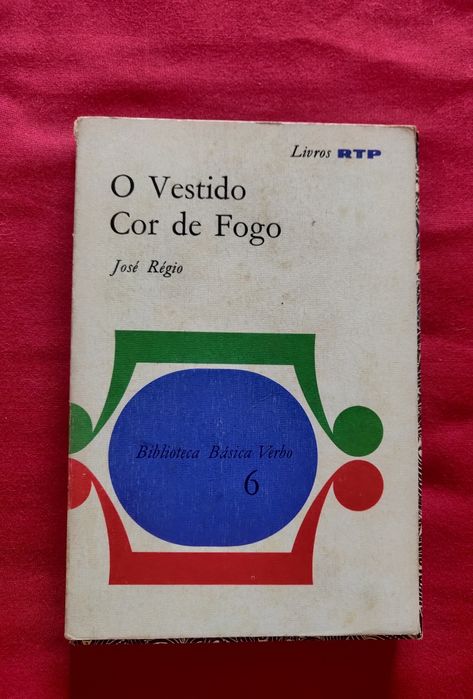 Livros RTP
O Vestido
Cor de Fogo
José Régio
Biblioteca Básica Verbo
6